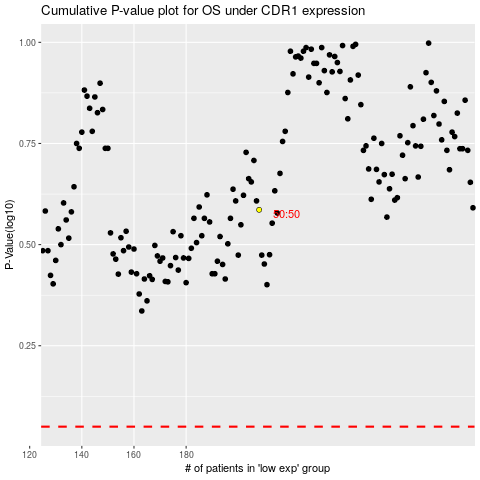 Cumulative P-value plot for OS under CDR1 expression
1.00
0.75
0.50
0.25
P-Value(log10)
50:50
120 140 160 180
# of patients in 'low exp' group